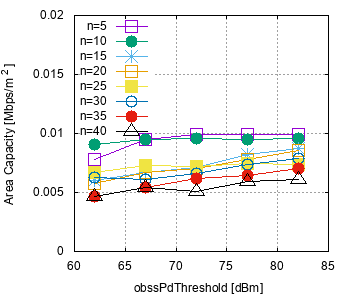 0.02
0.015
0.01
0.005
0
60
65
70
75
80
85
Area Capacity [Mbps/m²]
obssPdThreshold [dBm]
n=5
n=10
n=15
n=20
n=25
n=30
n=35
n=40